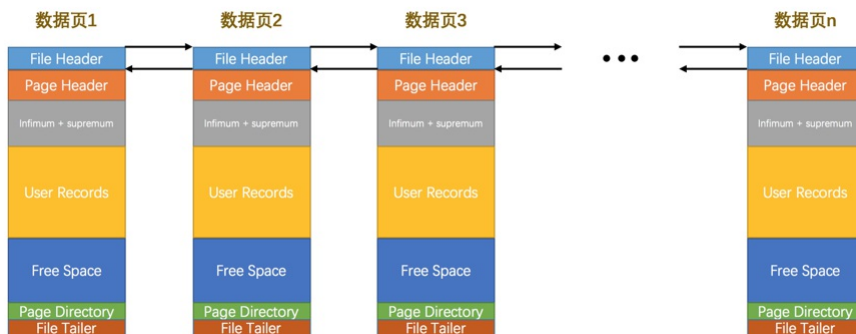 数据页1 数据页2 数据页3 数据页n
File Header File Header File Header ••• File Header
Page Header Page Header Page Header Page Header
Infimum + supremum Infimum + supremum Infimum + supremum Infimum + supremum
User Records User Records User Records User Records
Free Space Free Space Free Space Free Space
Page Directory Page Directory Page Directory Page Directory
File Tailer File Tailer File Tailer File Tailer